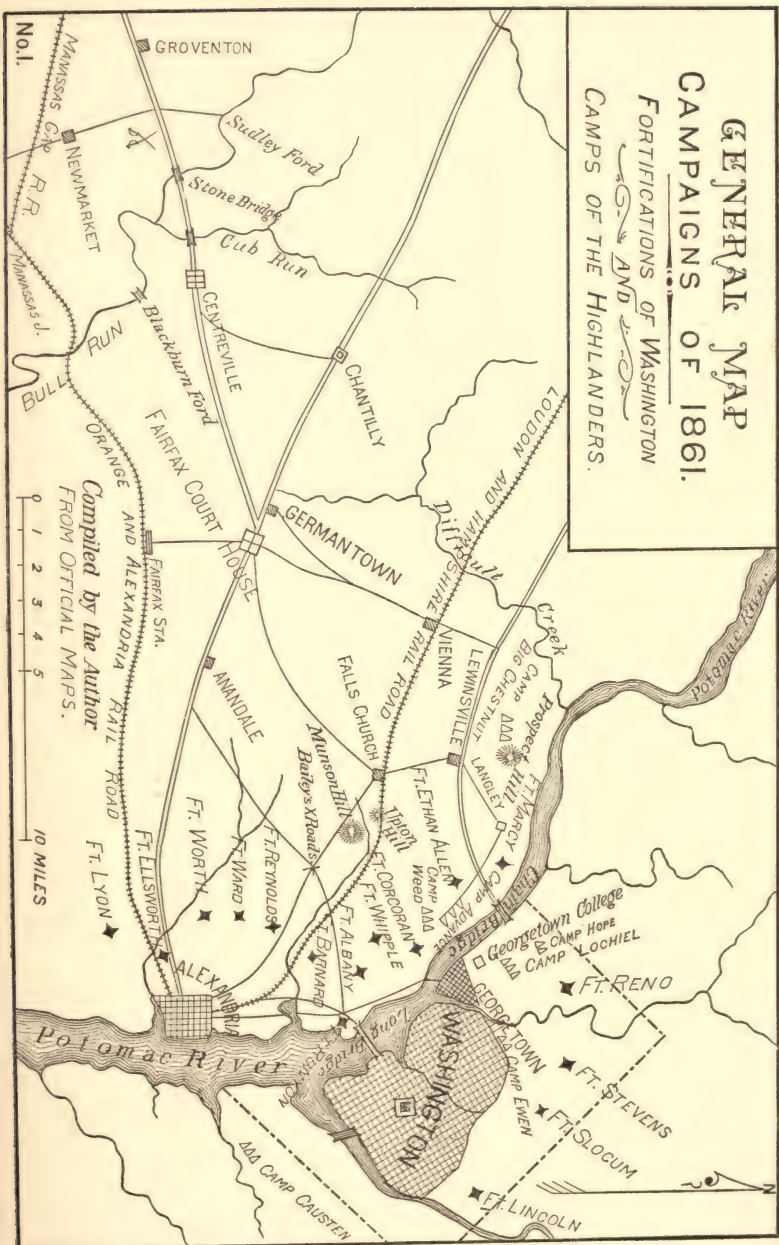 GENERAL MAP
CAMPAIGNS OF 1861.
FORTIFICATIONS OF WASHINGTON
AND
CAMPS OF THE HIGHLANDERS.
No.1.
MANASSAS GAP R.R.
GROVENTON
NEWMARKET
Sudley Ford
Stone Bridge
Cub Run
CENTREVILLE
Blackburn Ford
MANASSAS J.
BULL RUN
CHANTILLY
FAIRFAX COURT HOUSE
GERMANTOWN
ORANGE AND ALEXANDRIA RAIL ROAD
FAIRFAX STA.
LOUDON AND HAMPSHIRE RAIL ROAD
Difficult Creek
VIENNA
LEWINSVILLE
FALLS CHURCH
ANANDALE
Munson Hill
Bailey's X Roads
Upton Hill
CAMP BIG CHESTNUT
Prospect Hill
LANGLEY
FT. MARCY
CAMP ADVANCE
Chain Bridge
FT. ETHAN ALLEN
CAMP WEED
FT. CORCORAN
FT. WHIPPLE
FT. ALBANY
FT. BARNARD
FT. REYNOLDS
FT. WARD
FT. WORTH
FT. ELLSWORTH
FT. LYON
ALEXANDRIA
Potomac River
Potomac River
Long Bridge
Georgetown College
CAMP HOPE
CAMP LOCHIEL
GEORGETOWN
WASHINGTON
CAMP EWEN
FT. RENO
FT. STEVENS
FT. SLOCUM
FT. LINCOLN
CAMP CAUSTEN
N
Compiled by the Author
FROM OFFICIAL MAPS.
0 1 2 3 4 5 10 MILES